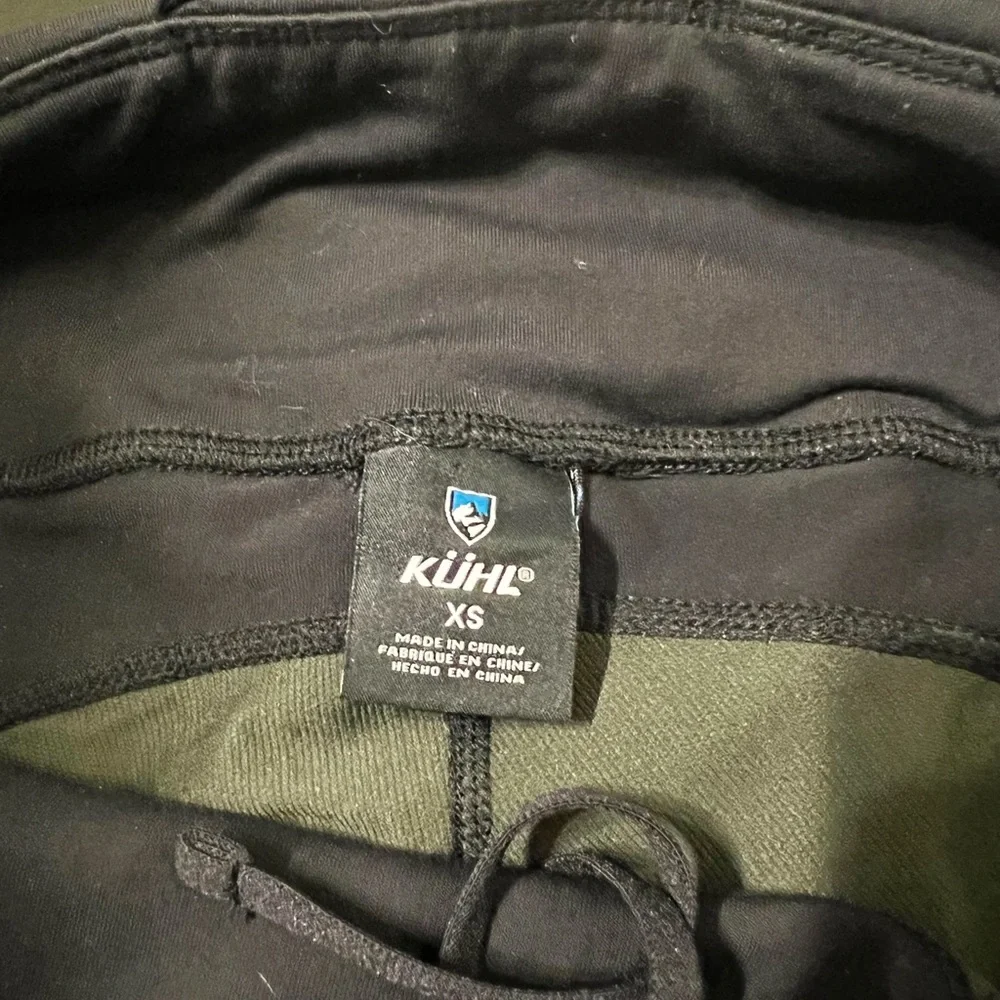 KÜHL®
XS
MADE IN CHINA/
FABRIQUÉ EN CHINE/
HECHO EN CHINA